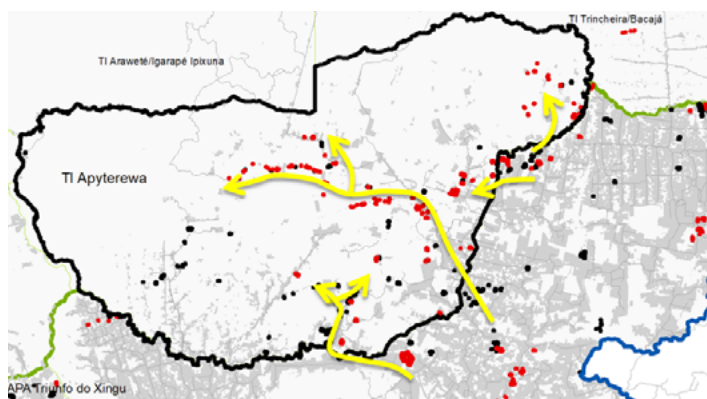 TI Trincheira/Bacajá
TI Araweté/Igarapé Ipixuna
TI Apyterewa
APA Triunfo do Xingu